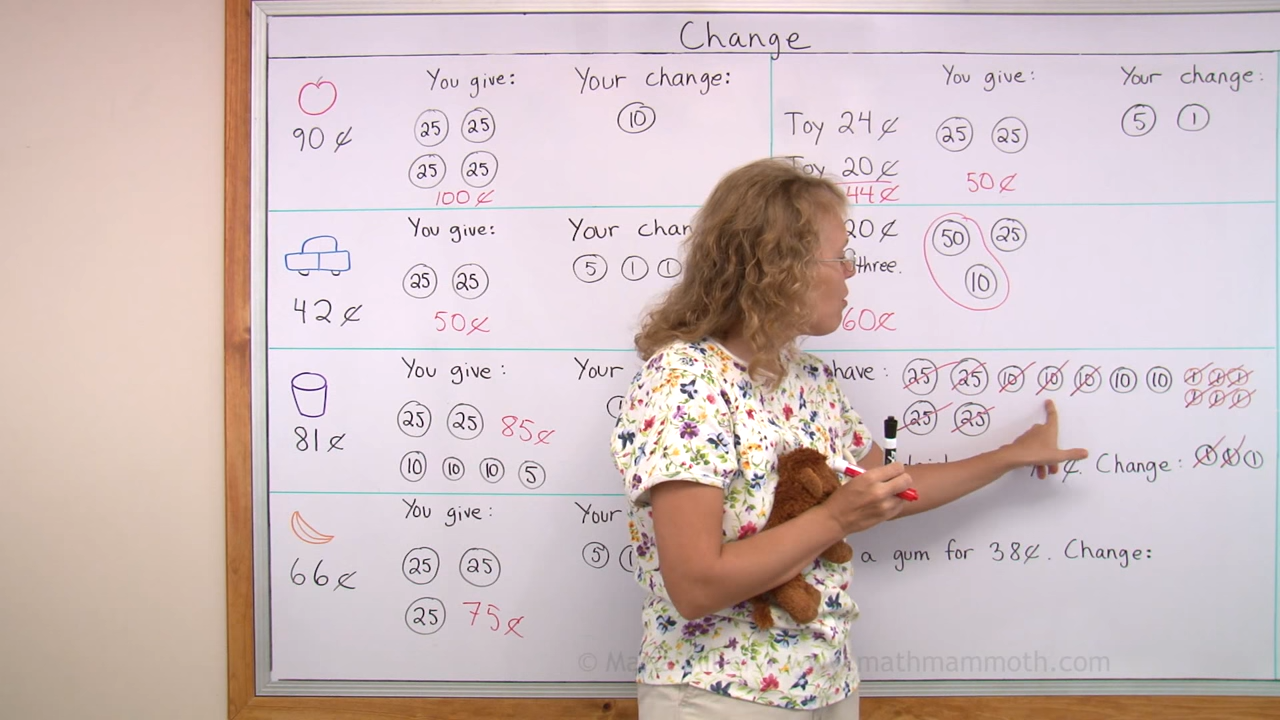 Change
You give:
Your change:
90¢
25 25
10
25 25
100¢
You give:
Your change:
Toy 24¢
25 25
5 1
Toy 20¢
44¢
50¢
You give:
Your
42¢
25 25
5 1 1
50¢
20¢
three.
50 25
10
60¢
You give:
Your
81¢
25 25 85¢
10 10 10 5
have: 25 25 10 10 10 10 10 1 1 1
25 25 1 1 1
¢. Change: 1 1 1
You give:
Your
66¢
25 25
5
25 75¢
a gum for 38¢. Change:
mathmammoth.com